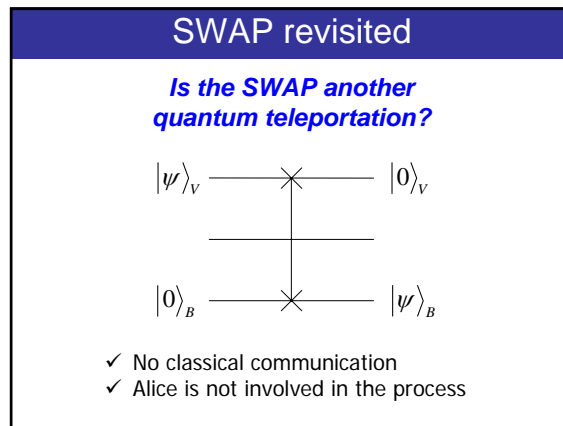 SWAP revisited
Is the SWAP another
quantum teleportation?
|ψ⟩_V |0⟩_V
|0⟩_B |ψ⟩_B
✓ No classical communication
✓ Alice is not involved in the process